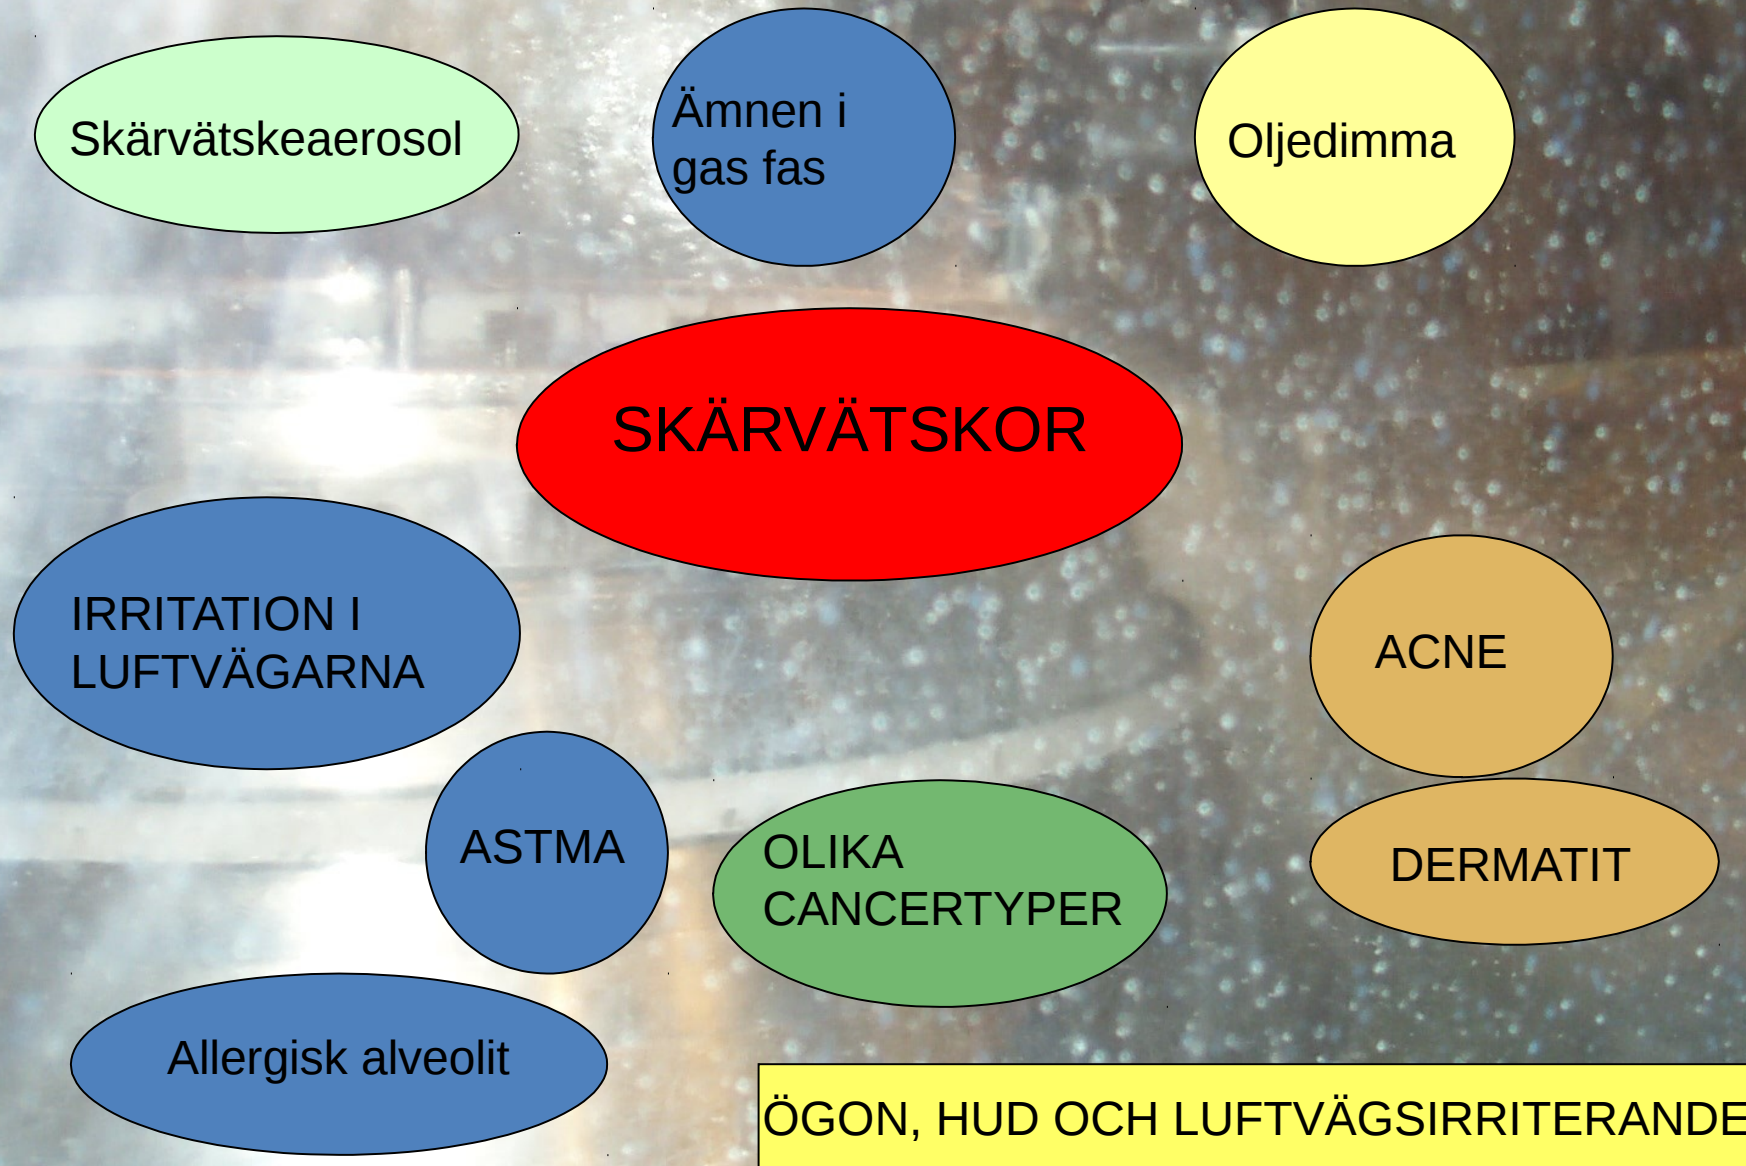 Skärvätskeaerosol
Ämnen i
gas fas
Oljedimma
SKÄRVÄTSKOR
IRRITATION I
LUFTVÄGARNA
ACNE
ASTMA
OLIKA
CANCERTYPER
DERMATIT
Allergisk alveolit
ÖGON, HUD OCH LUFTVÄGSIRRITERANDE